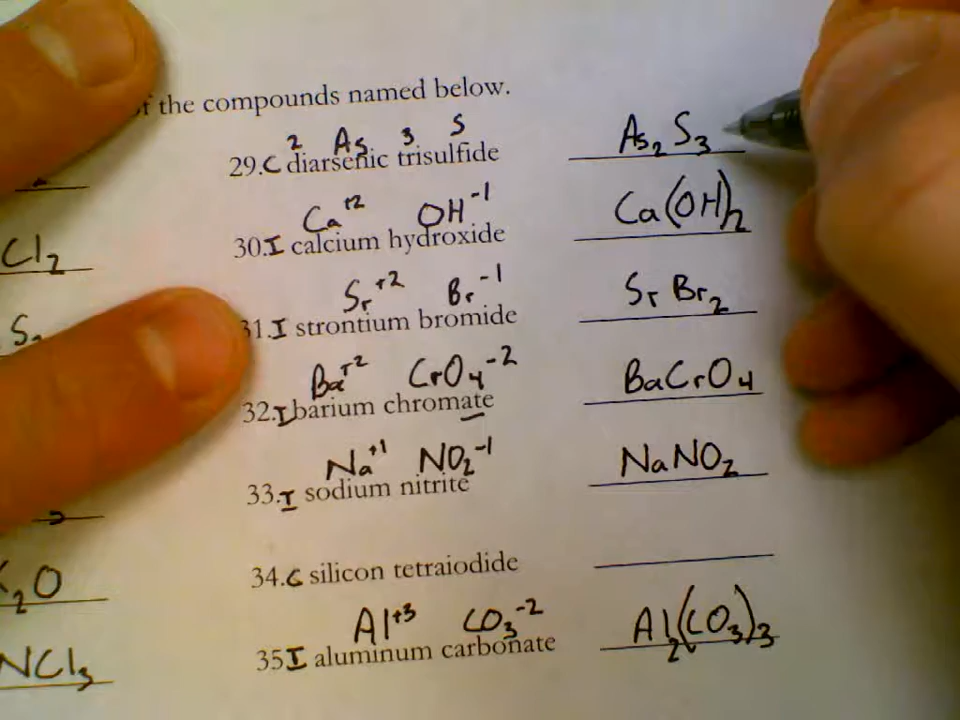 of the compounds named below.
2 As 3 S
29. C diarsenic trisulfide As₂S₃
Ca⁺² OH⁻¹
30. I calcium hydroxide Ca(OH)₂
Cl₂
Sr⁺² Br⁻¹
31. I strontium bromide SrBr₂
Ba⁺² CrO₄⁻²
32. I barium chromate BaCrO₄
Na⁺¹ NO₂⁻¹
33. I sodium nitrite NaNO₂
34. C silicon tetraiodide
₂O
Al⁺³ CO₃⁻²
35 I aluminum carbonate Al₂(CO₃)₃
NCl₃